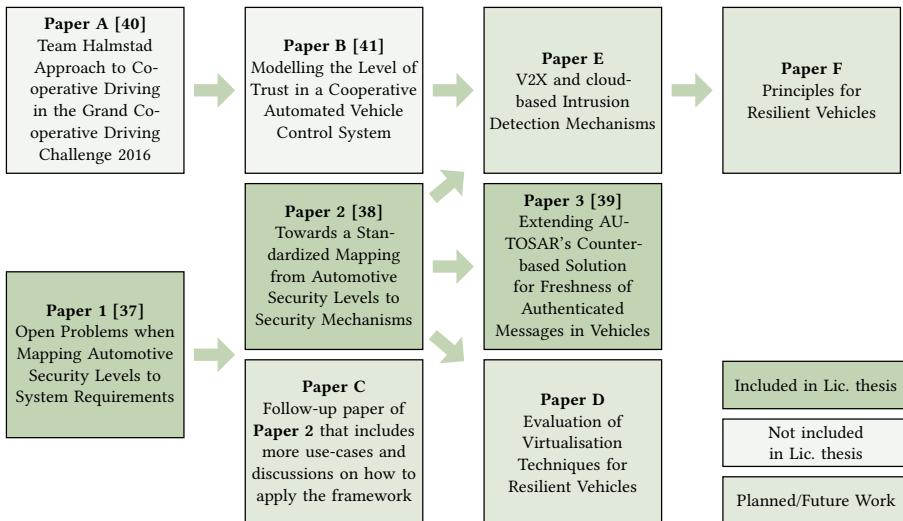 Paper A [40]
Team Halmstad
Approach to Co-
operative Driving
in the Grand Co-
operative Driving
Challenge 2016
Paper B [41]
Modelling the Level of
Trust in a Cooperative
Automated Vehicle
Control System
Paper E
V2X and cloud-
based Intrusion
Detection Mechanisms
Paper F
Principles for
Resilient Vehicles
Paper 2 [38]
Towards a Stan-
dardized Mapping
from Automotive
Security Levels to
Security Mechanisms
Paper 3 [39]
Extending AU-
TOSAR's Counter-
based Solution
for Freshness of
Authenticated
Messages in Vehicles
Paper 1 [37]
Open Problems when
Mapping Automotive
Security Levels to
System Requirements
Paper C
Follow-up paper of
Paper 2 that includes
more use-cases and
discussions on how to
apply the framework
Paper D
Evaluation of
Virtualisation
Techniques for
Resilient Vehicles
Included in Lic. thesis
Not included
in Lic. thesis
Planned/Future Work